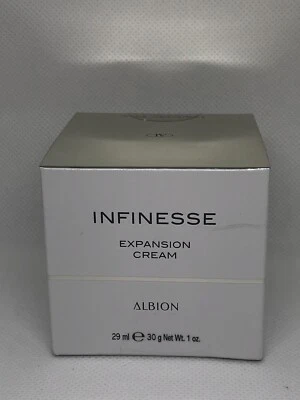 INFINESSE
EXPANSION
CREAM
ALBION
29 ml ℮ 30 g Net Wt. 1 oz.